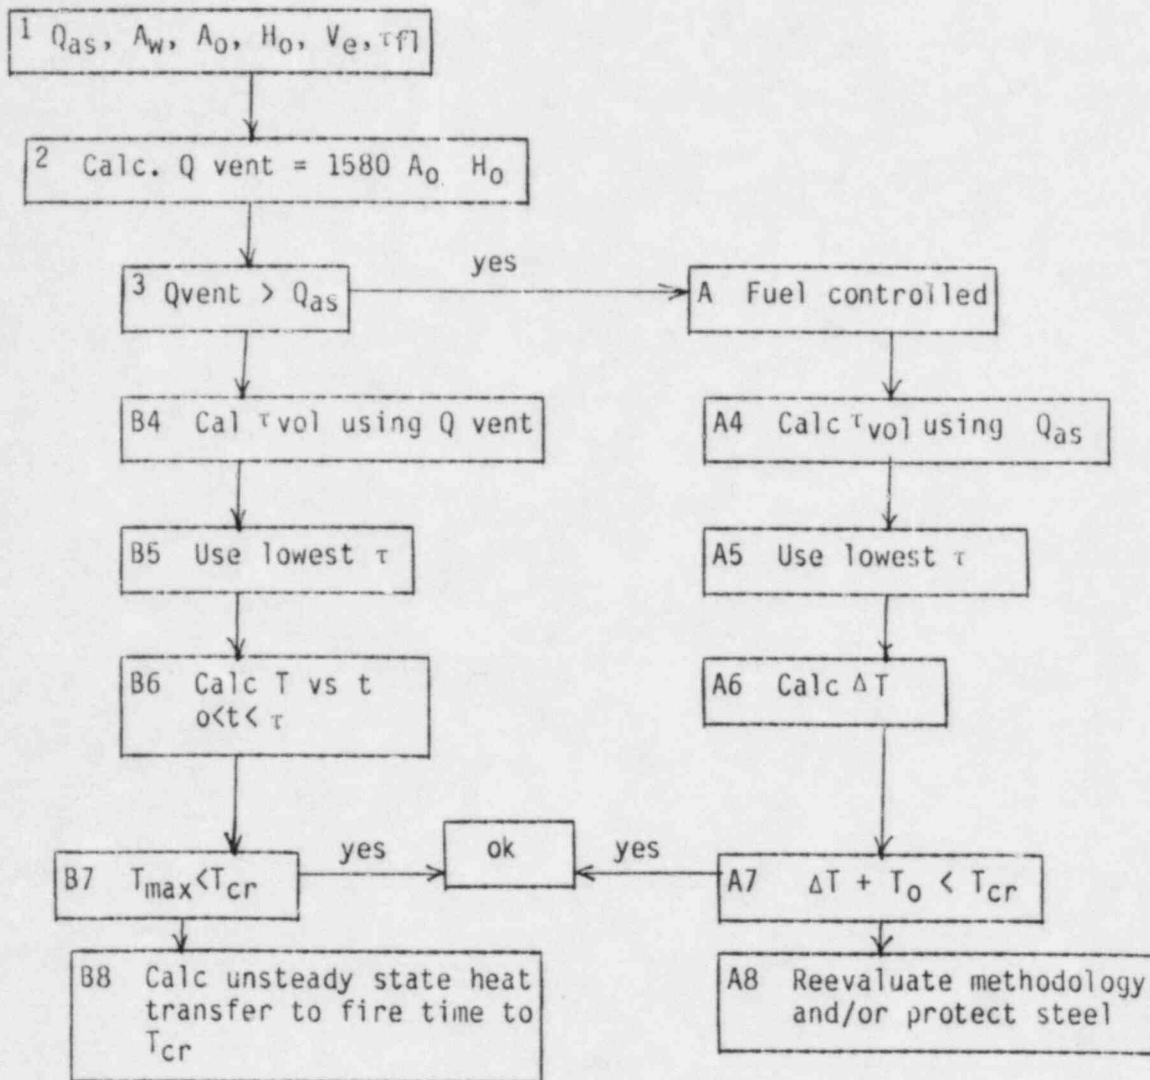 1 Qas, Aw, Ao, Ho, Ve, τfl
2 Calc. Q vent = 1580 Ao Ho
3 Qvent > Qas
yes
A Fuel controlled
B4 Cal τvol using Q vent
A4 Calc τvol using Qas
B5 Use lowest τ
A5 Use lowest τ
B6 Calc T vs t
o<t< τ
A6 Calc ΔT
yes
ok
yes
B7 Tmax<Tcr
A7 ΔT + To < Tcr
B8 Calc unsteady state heat
transfer to fire time to
Tcr
A8 Reevaluate methodology
and/or protect steel